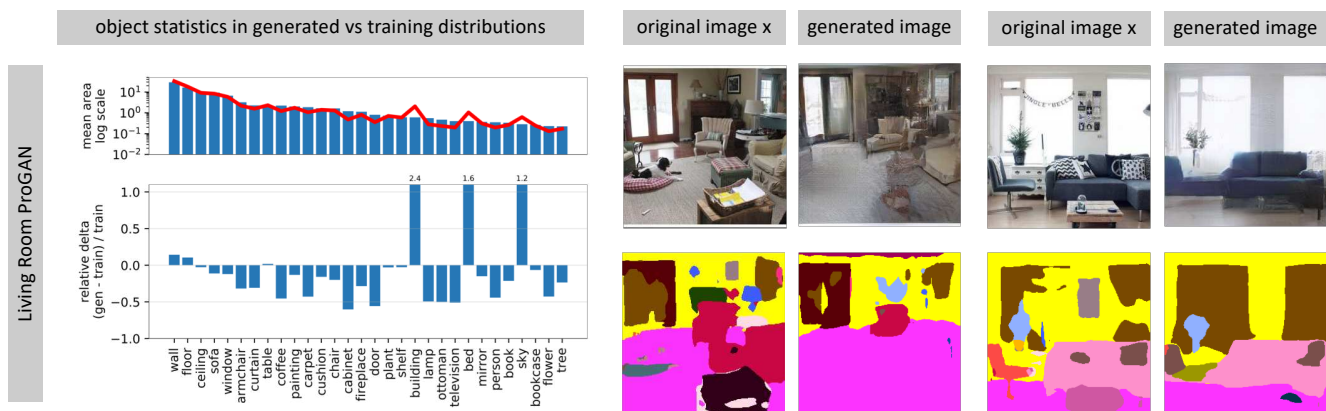 object statistics in generated vs training distributions
original image x
generated image
original image x
generated image
Living Room ProGAN
mean area
log scale
10¹
10⁰
10⁻¹
10⁻²
relative delta
(gen - train) / train
1.0
0.5
0.0
−0.5
−1.0
2.4
1.6
1.2
wall
floor
ceiling
sofa
window
armchair
curtain
table
coffee
painting
carpet
cushion
chair
cabinet
fireplace
door
plant
shelf
building
lamp
ottoman
television
bed
mirror
person
book
sky
bookcase
flower
tree